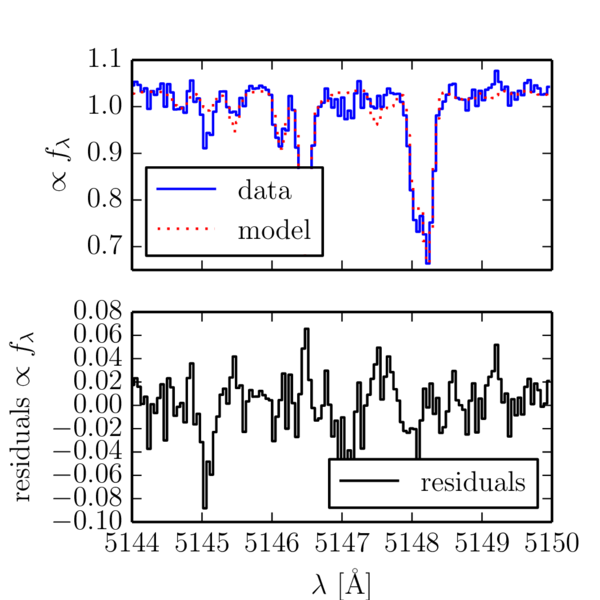 1.1
1.0
0.9
0.8
0.7
∝ fλ
data
model
0.08
0.06
0.04
0.02
0.00
−0.02
−0.04
−0.06
−0.08
−0.10
residuals ∝ fλ
residuals
5144 5145 5146 5147 5148 5149 5150
λ [Å]